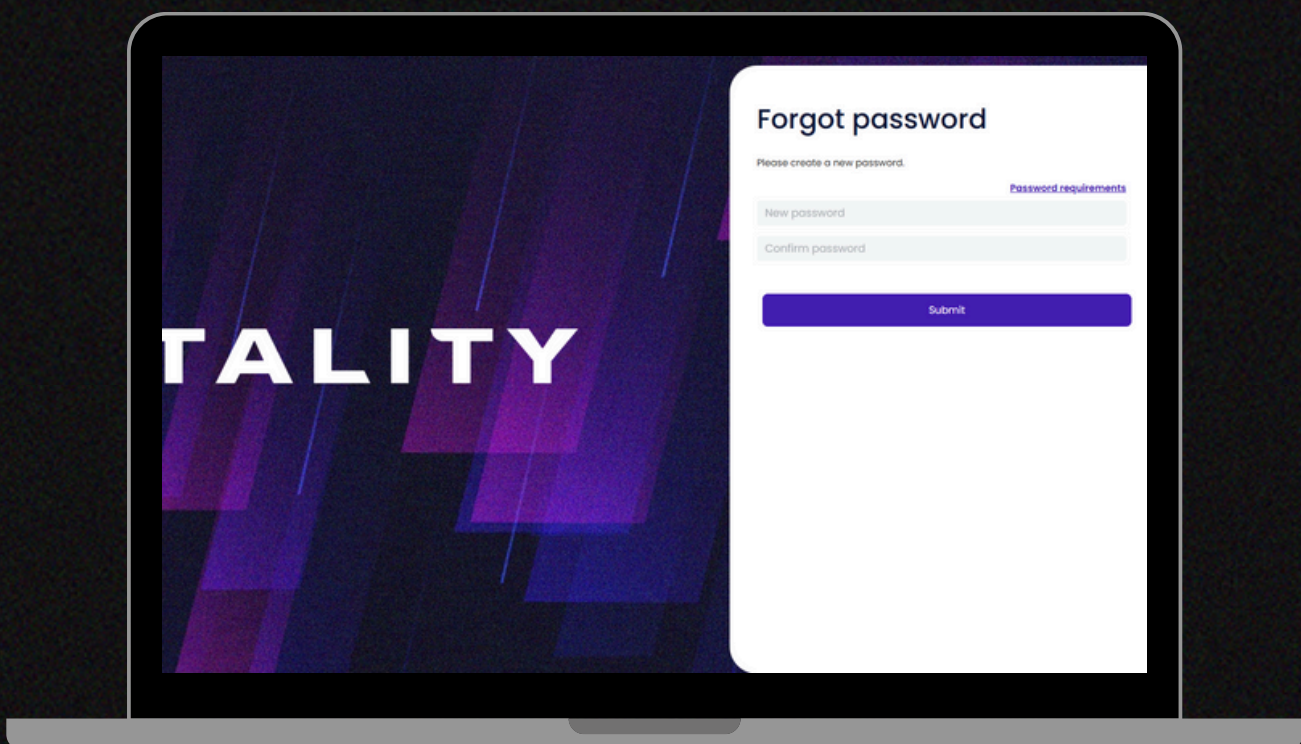 TALITY
Forgot password
Please create a new password.
Password requirements
New password
Confirm password
Submit